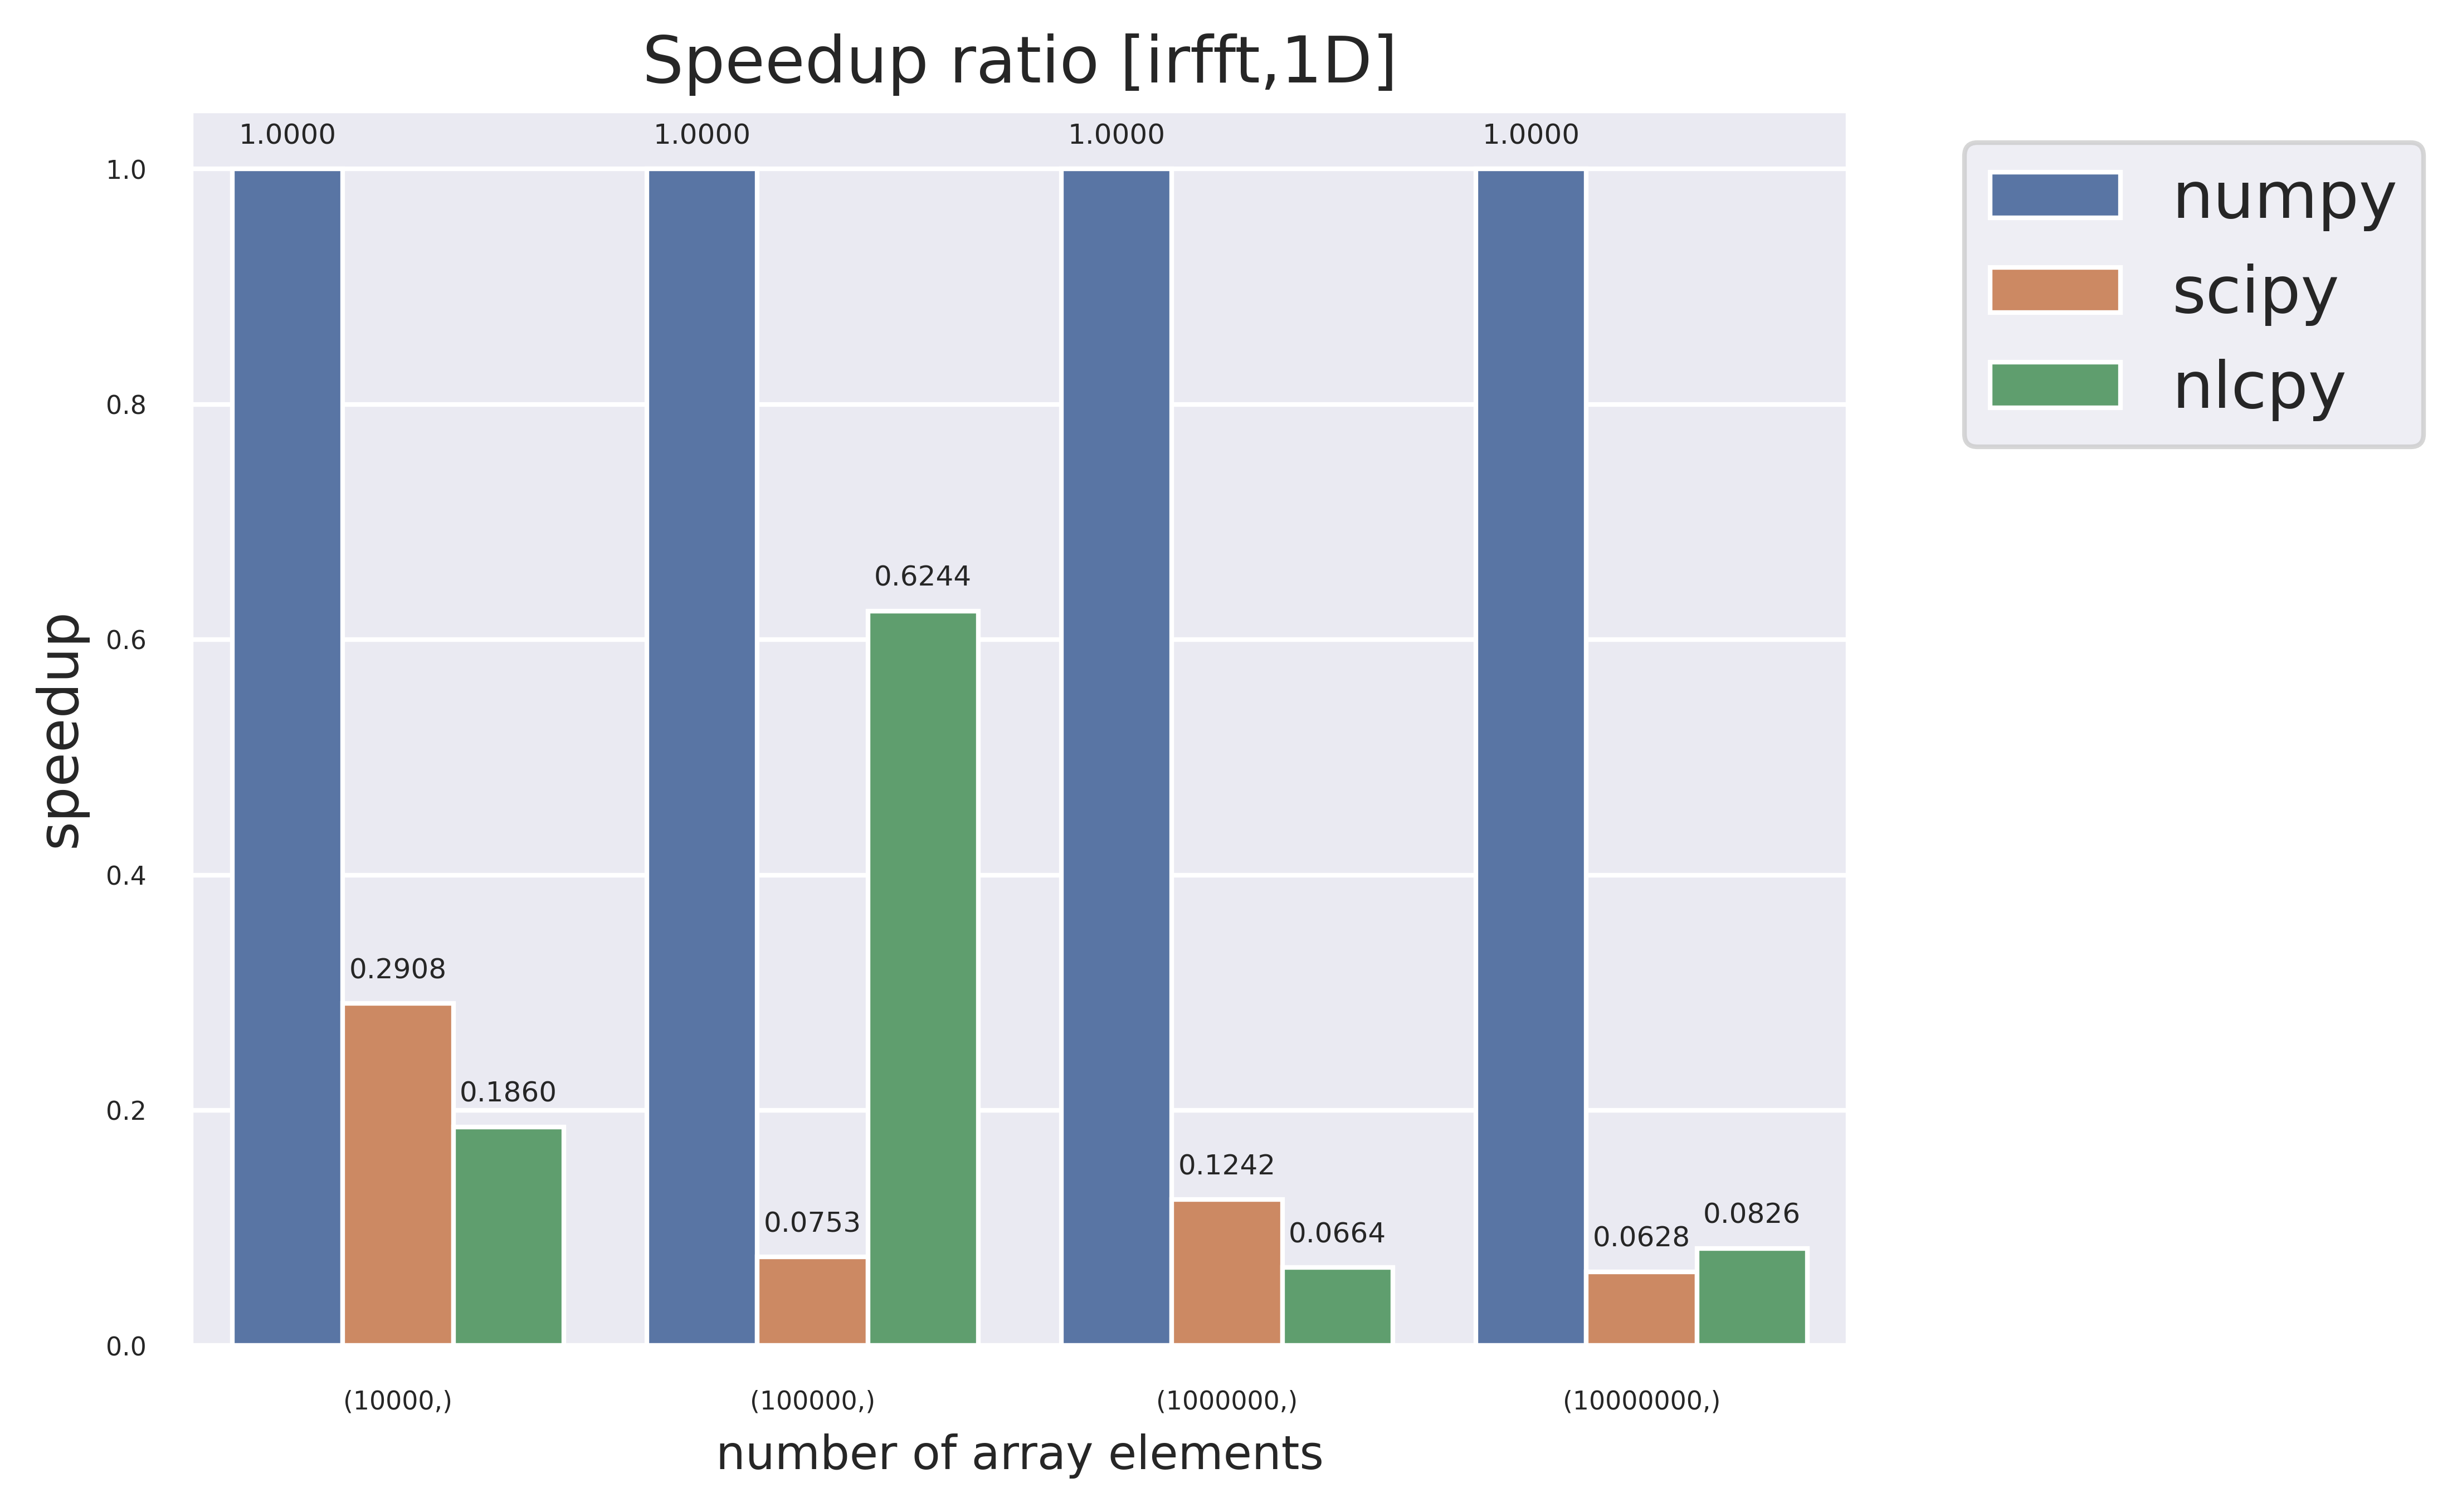 Speedup ratio [irfft,1D]
1.0000 1.0000 1.0000 1.0000
1.0
0.8
0.6
0.4
0.2
0.0
speedup
0.6244
0.2908
0.1860
0.0753
0.1242
0.0664
0.0628
0.0826
(10000,) (100000,) (1000000,) (10000000,)
number of array elements
numpy
scipy
nlcpy